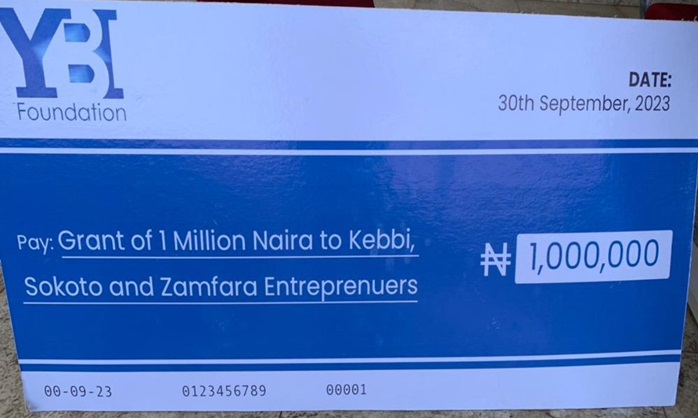 YBI
Foundation
DATE:
30th September, 2023
Pay: Grant of 1 Million Naira to Kebbi,
Sokoto and Zamfara Entreprenuers
₦ 1,000,000
00-09-23 0123456789 00001